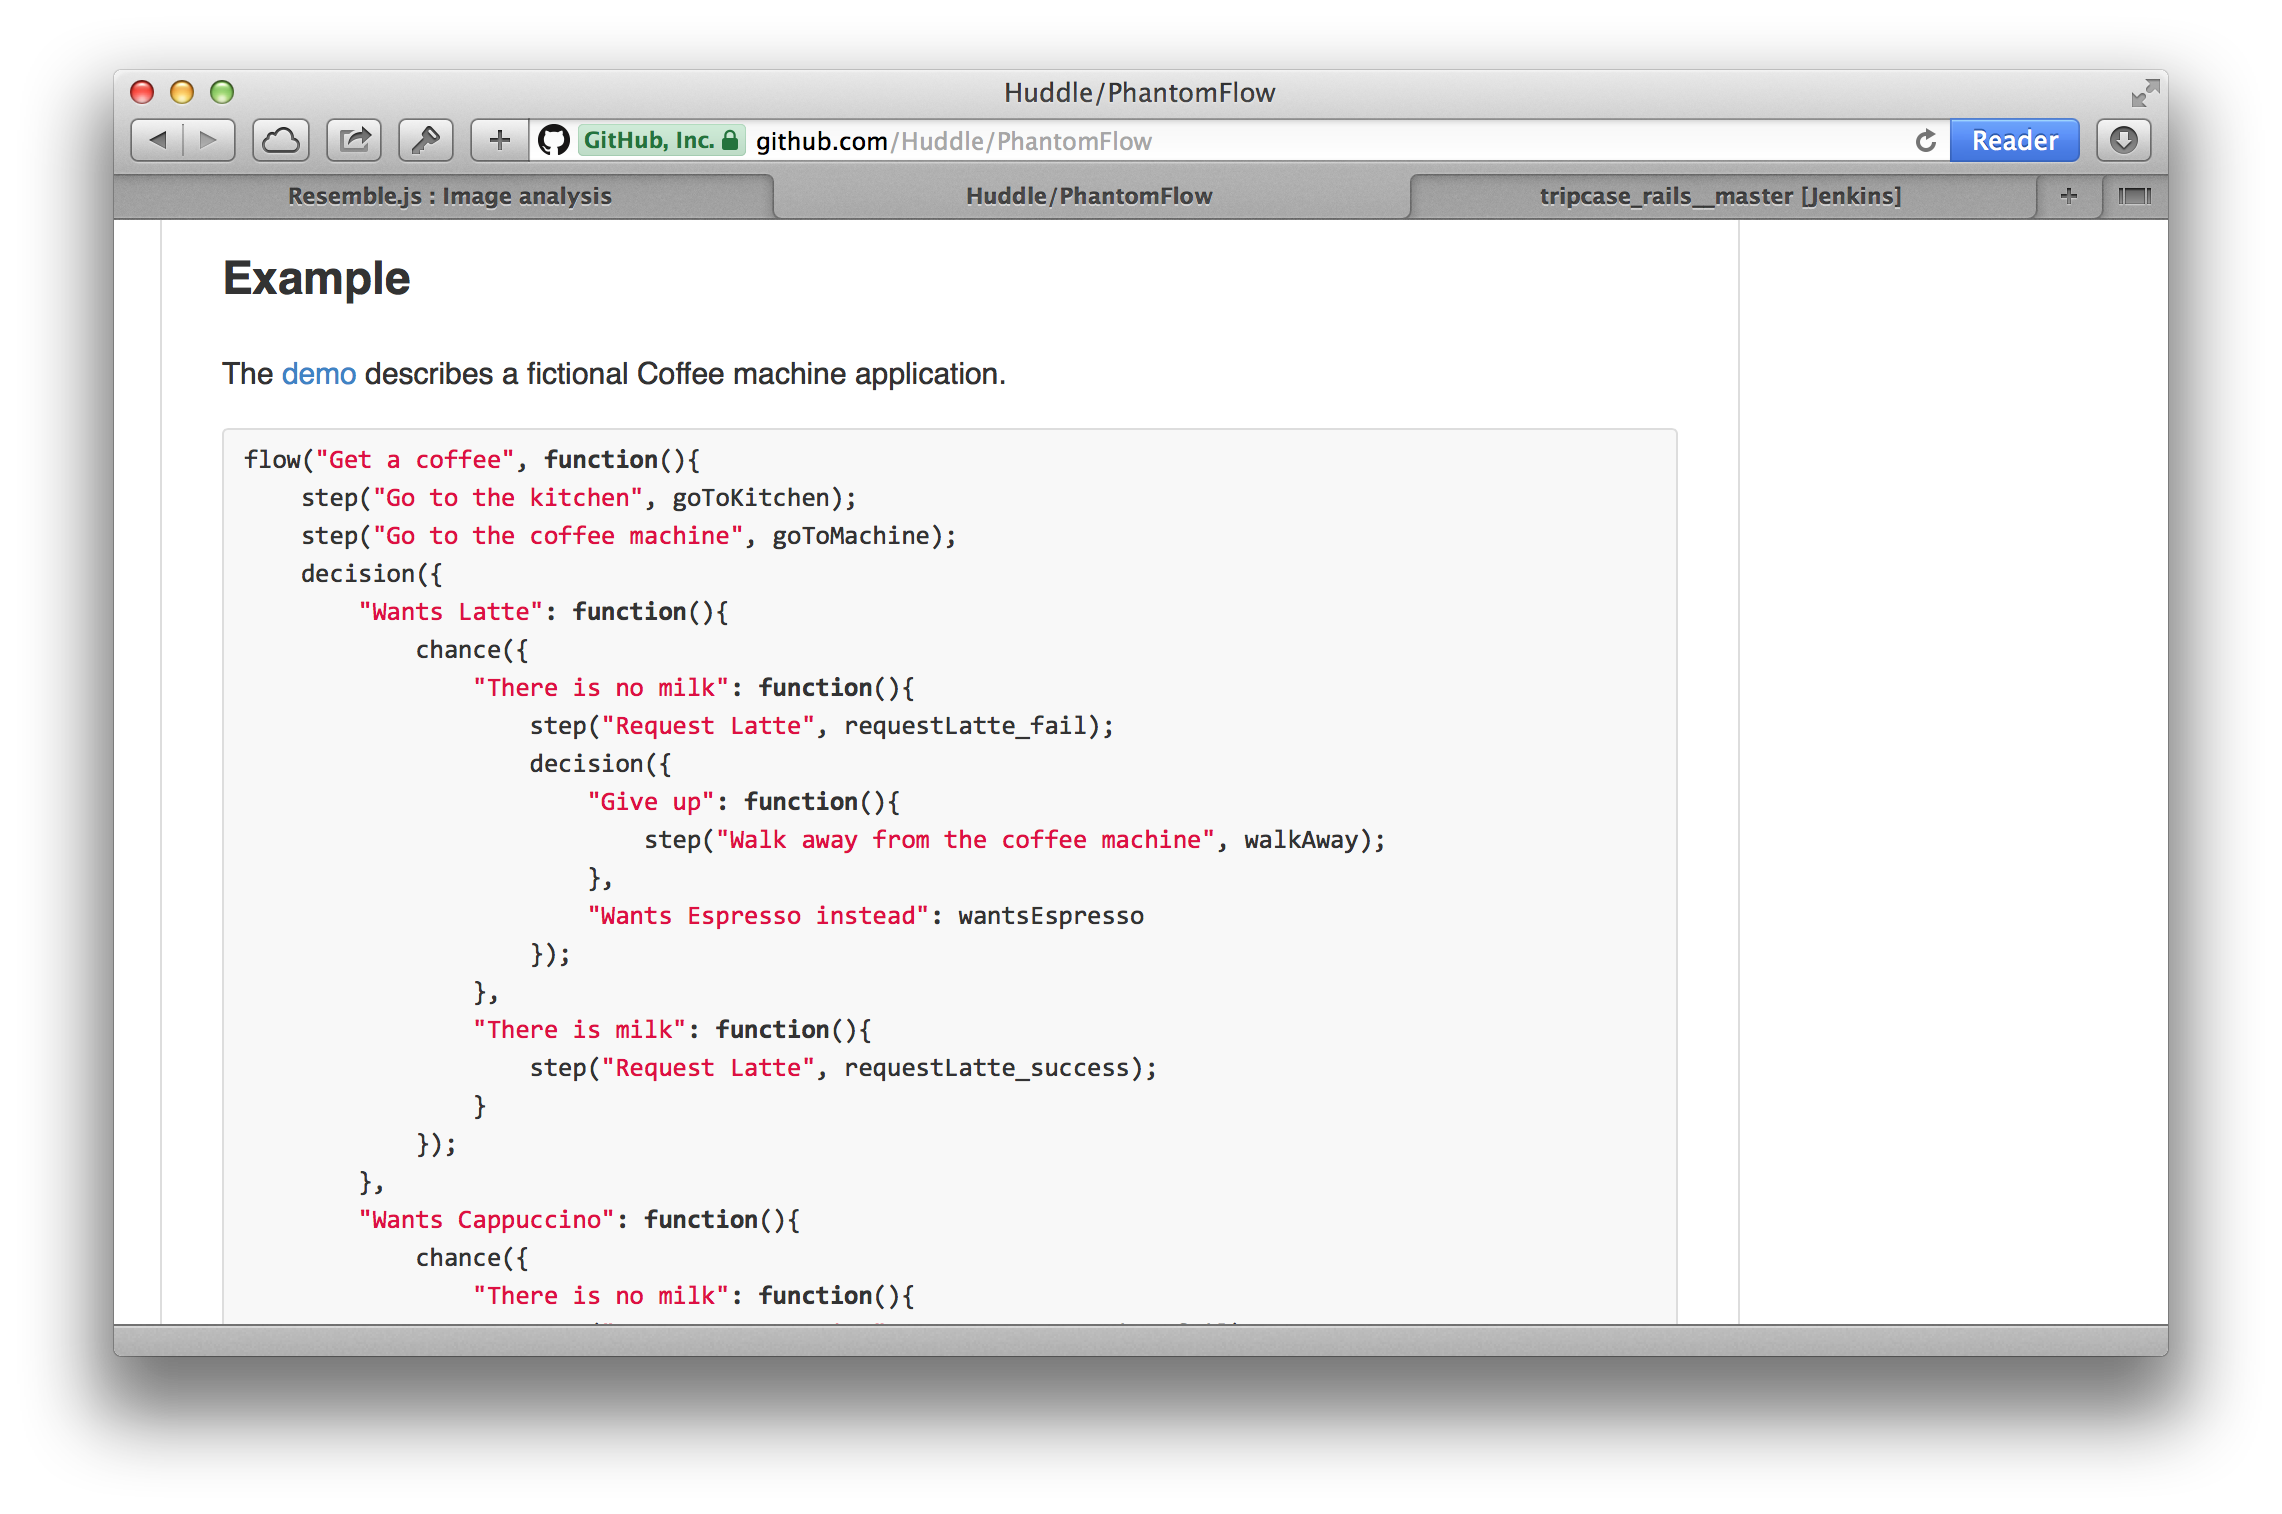 Huddle/PhantomFlow
GitHub, Inc. github.com/Huddle/PhantomFlow Reader
Resemble.js : Image analysis Huddle/PhantomFlow tripcase_rails__master [Jenkins]
Example
The demo describes a fictional Coffee machine application.
flow("Get a coffee", function(){
    step("Go to the kitchen", goToKitchen);
    step("Go to the coffee machine", goToMachine);
    decision({
        "Wants Latte": function(){
            chance({
                "There is no milk": function(){
                    step("Request Latte", requestLatte_fail);
                    decision({
                        "Give up": function(){
                            step("Walk away from the coffee machine", walkAway);
                        },
                        "Wants Espresso instead": wantsEspresso
                    });
                },
                "There is milk": function(){
                    step("Request Latte", requestLatte_success);
                }
            });
        },
        "Wants Cappuccino": function(){
            chance({
                "There is no milk": function(){